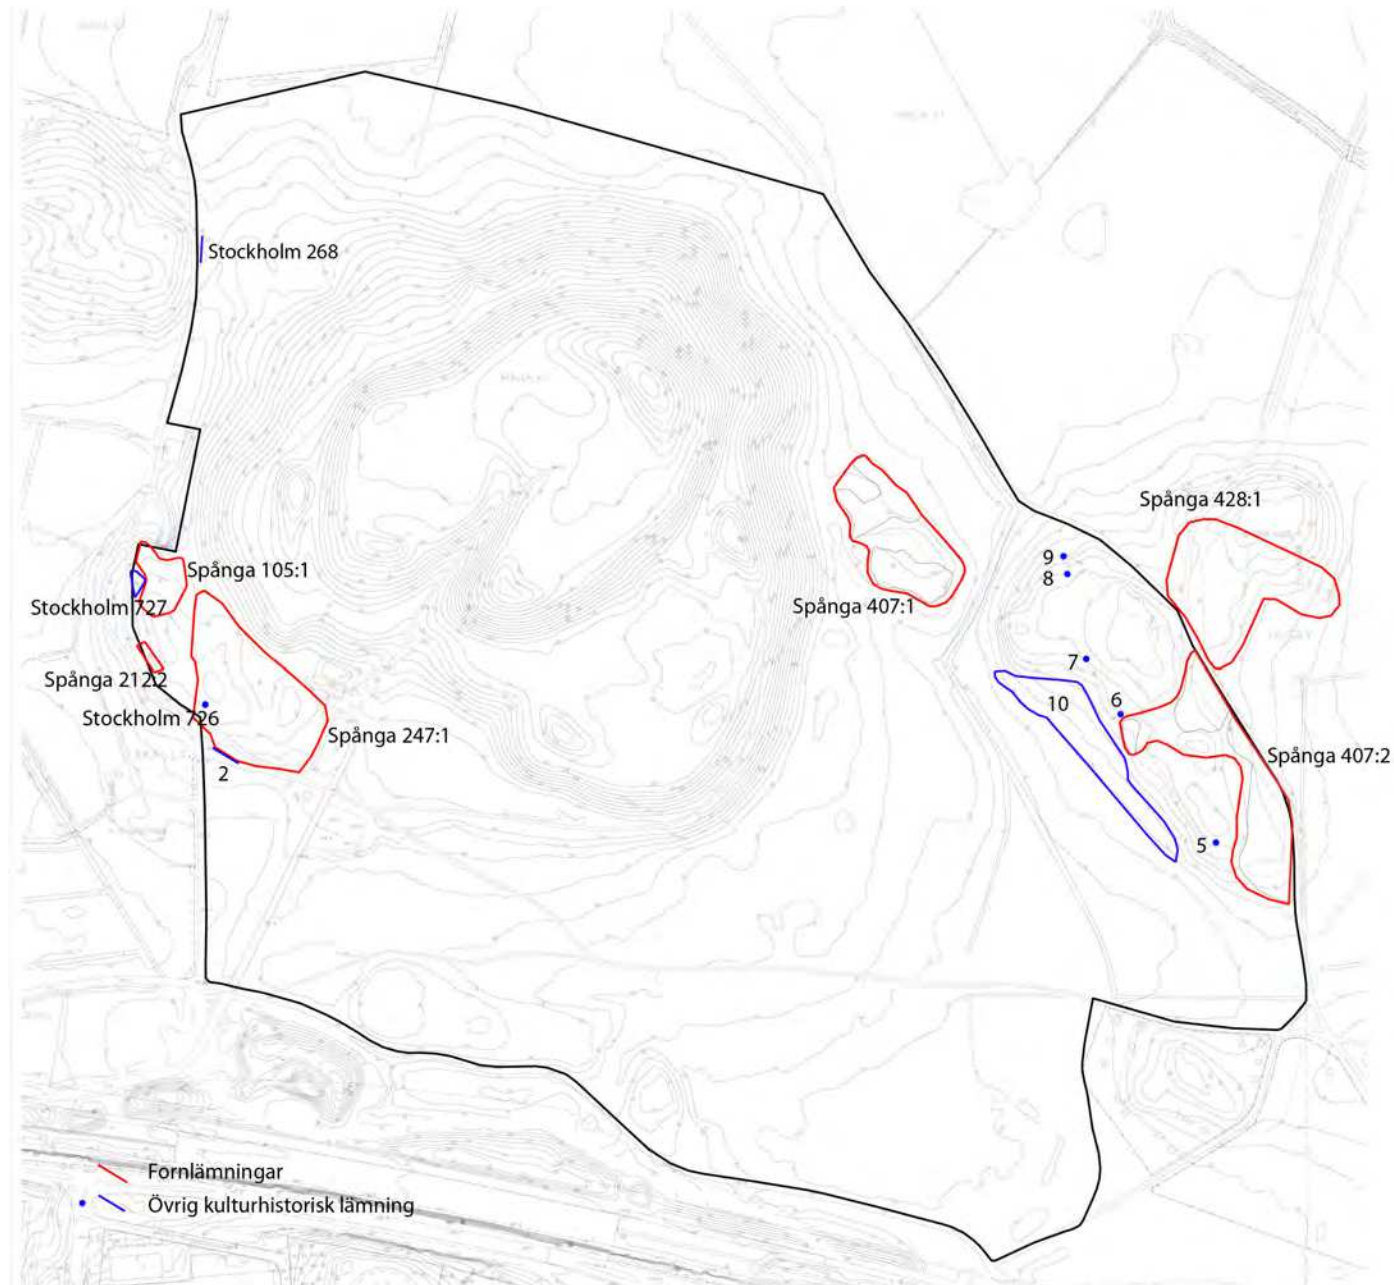 Stockholm 268
Spånga 428:1
9
8
Spånga 105:1
Stockholm 727
Spånga 407:1
7
Spånga 212:2
10
6
Stockholm 726
Spånga 247:1
Spånga 407:2
2
5
Fornlämningar
Övrig kulturhistorisk lämning